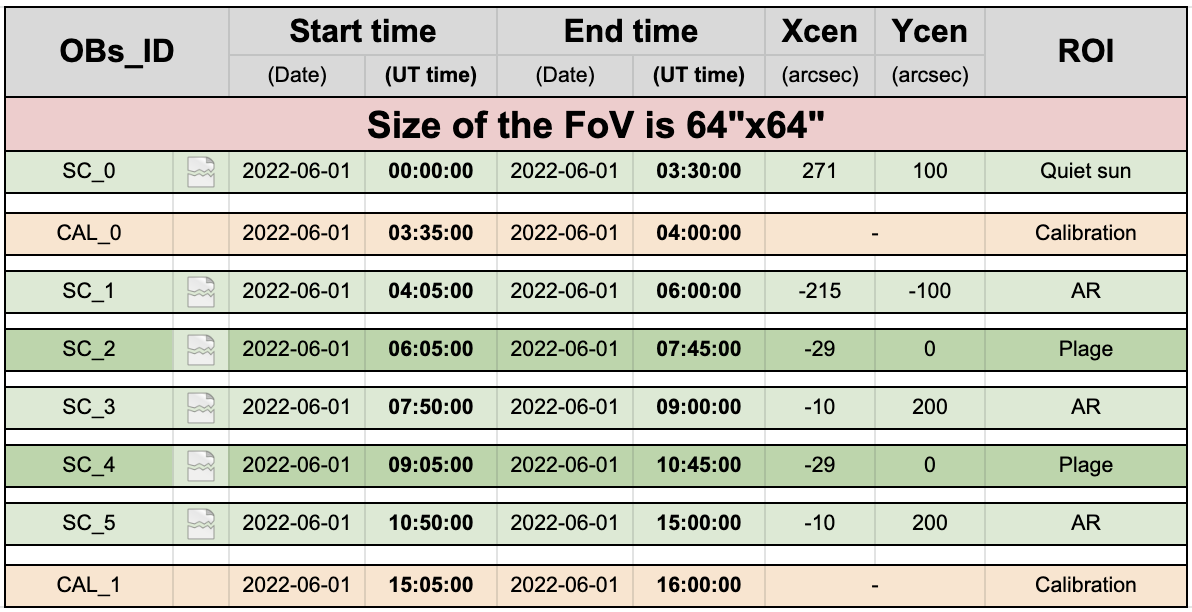 OBs_ID Start time End time Xcen Ycen ROI
(Date) (UT time) (Date) (UT time) (arcsec) (arcsec)
Size of the FoV is 64"x64"
SC_0 2022-06-01 00:00:00 2022-06-01 03:30:00 271 100 Quiet sun
CAL_0 2022-06-01 03:35:00 2022-06-01 04:00:00 - Calibration
SC_1 2022-06-01 04:05:00 2022-06-01 06:00:00 -215 -100 AR
SC_2 2022-06-01 06:05:00 2022-06-01 07:45:00 -29 0 Plage
SC_3 2022-06-01 07:50:00 2022-06-01 09:00:00 -10 200 AR
SC_4 2022-06-01 09:05:00 2022-06-01 10:45:00 -29 0 Plage
SC_5 2022-06-01 10:50:00 2022-06-01 15:00:00 -10 200 AR
CAL_1 2022-06-01 15:05:00 2022-06-01 16:00:00 - Calibration